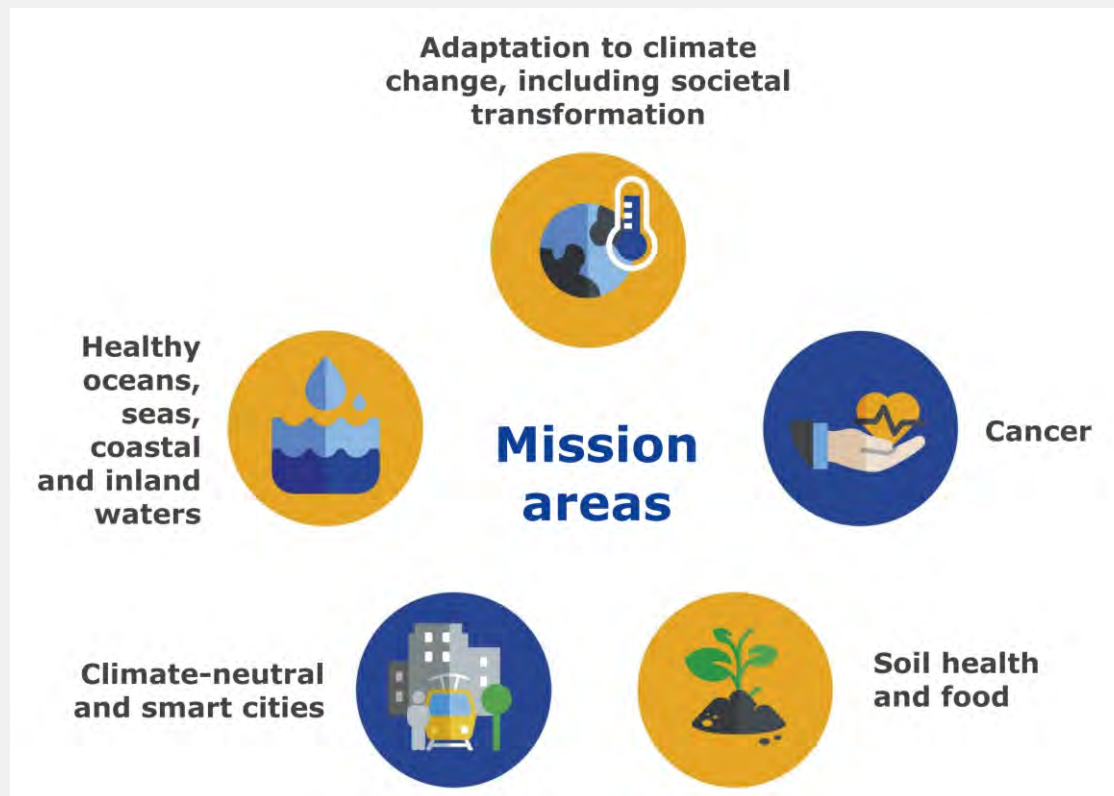 Adaptation to climate
change, including societal
transformation
Healthy
oceans,
seas,
coastal
and inland
waters
Mission
areas
Cancer
Climate-neutral
and smart cities
Soil health
and food